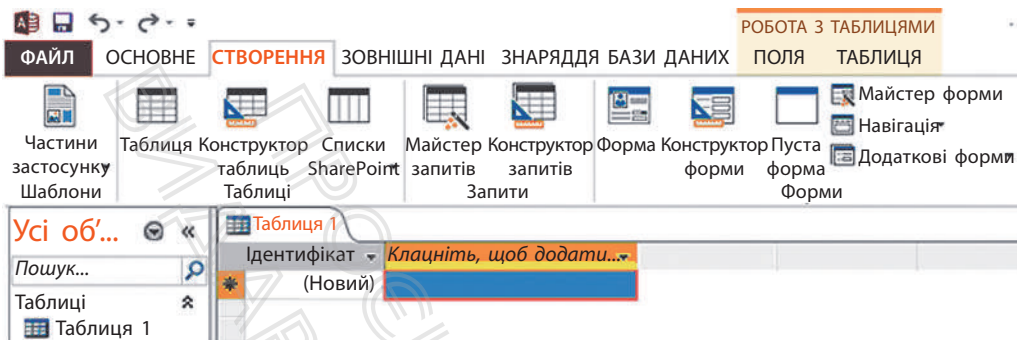 РОБОТА З ТАБЛИЦЯМИ
ФАЙЛ ОСНОВНЕ СТВОРЕННЯ ЗОВНІШНІ ДАНІ ЗНАРЯДДЯ БАЗИ ДАНИХ ПОЛЯ ТАБЛИЦЯ
Частини застосунку
Шаблони
Таблиця
Конструктор таблиць
Списки SharePoint
Таблиці
Майстер запитів
Конструктор запитів
Запити
Форма
Конструктор форми
Пуста форма
Майстер форми
Навігація
Додаткові форми
Форми
Усі об’...
Пошук...
Таблиці
Таблиця 1
Таблиця 1
Ідентифікат Клацніть, щоб додати...
(Новий)